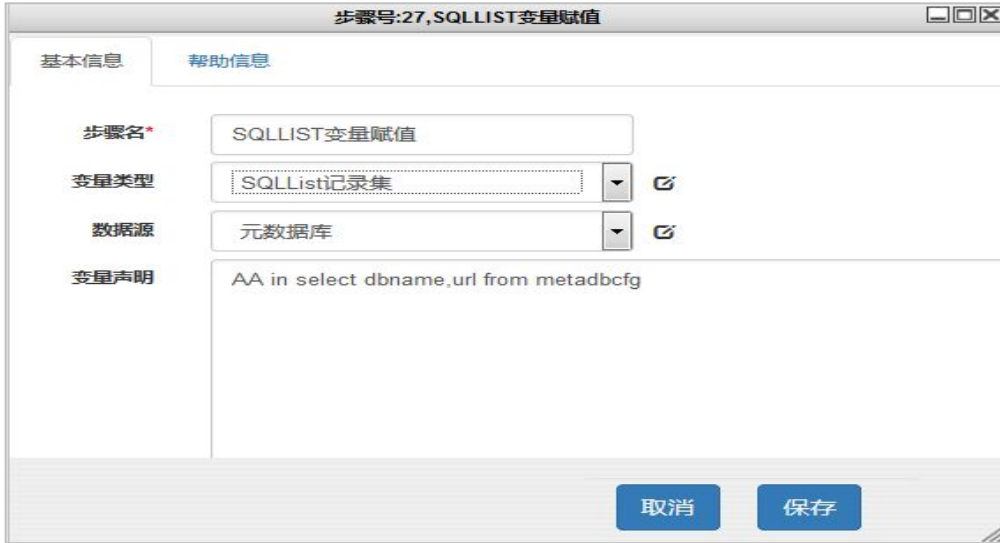 步骤号:27,SQLLIST变量赋值
基本信息 帮助信息
步骤名* SQLLIST变量赋值
变量类型 SQLList记录集
数据源 元数据库
变量声明 AA in select dbname,url from metadbcfg
取消 保存